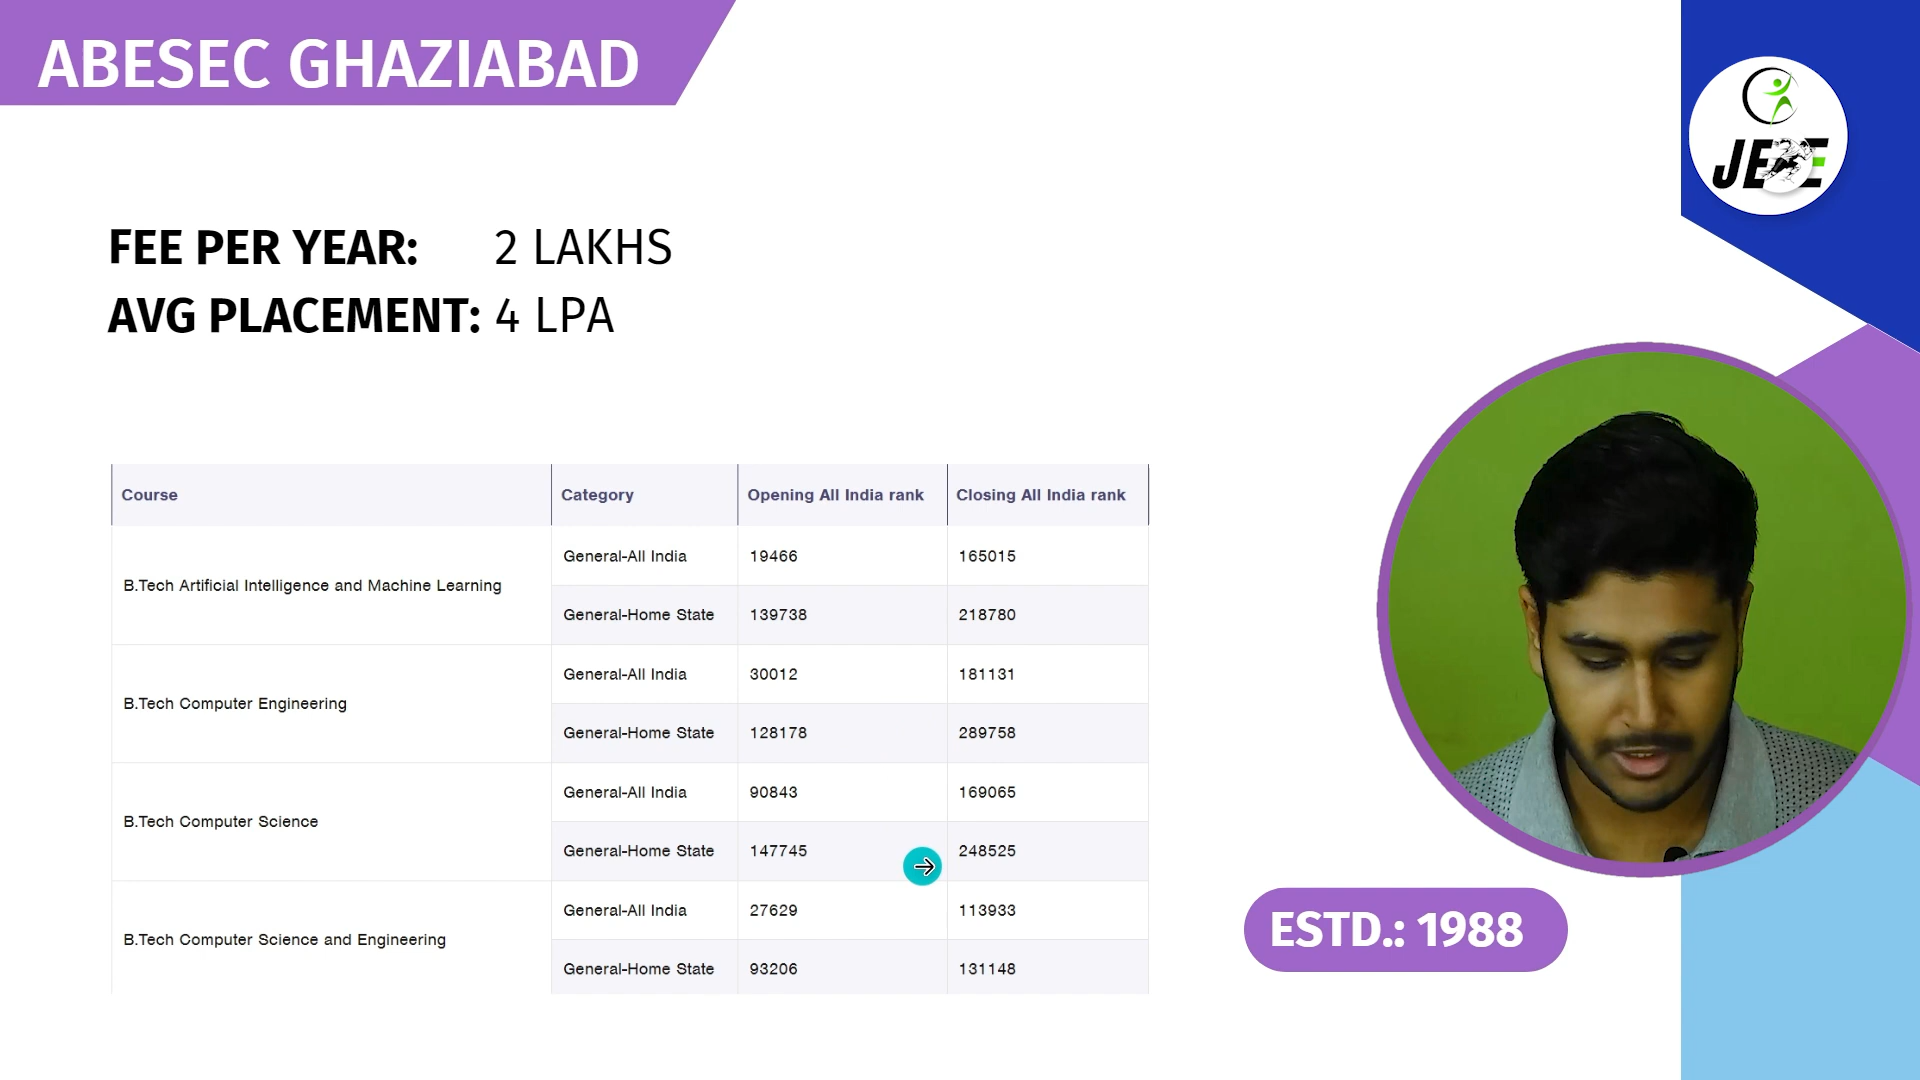 ABESEC GHAZIABAD
FEE PER YEAR: 2 LAKHS
AVG PLACEMENT: 4 LPA
Course Category Opening All India rank Closing All India rank
B.Tech Artificial Intelligence and Machine Learning
General-All India 19466 165015
General-Home State 139738 218780
B.Tech Computer Engineering
General-All India 30012 181131
General-Home State 128178 289758
B.Tech Computer Science
General-All India 90843 169065
General-Home State 147745 248525
B.Tech Computer Science and Engineering
General-All India 27629 113933
General-Home State 93206 131148
ESTD.: 1988